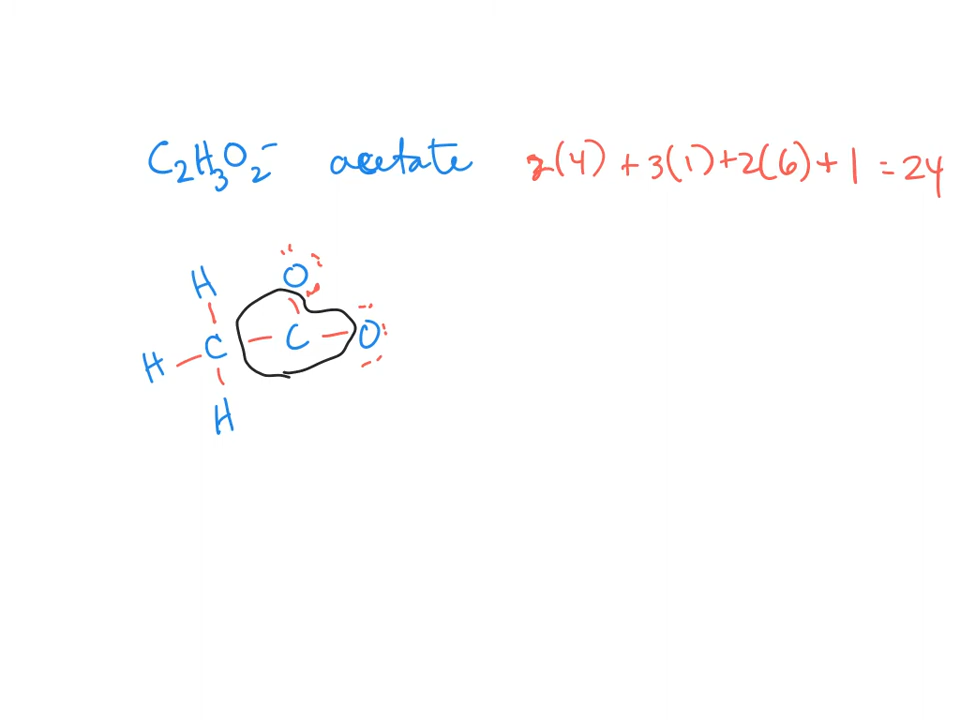 C₂H₃O₂⁻ acetate 2(4) + 3(1) + 2(6) + 1 = 24
H O
C - C - O
H
H